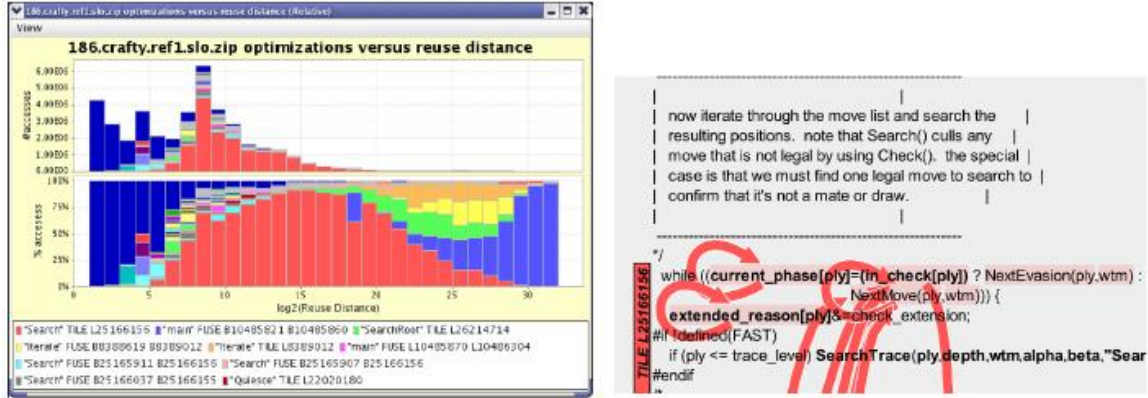 186.crafty.ref1.slo.zip optimizations versus reuse distance (Relative)
View
186.crafty.ref1.slo.zip optimizations versus reuse distance
#accesses
6.00E06
5.00E06
4.00E06
3.00E06
2.00E06
1.00E06
0.00E00
% accesess
100%
75%
50%
25%
0%
0 5 10 15 20 25 30
log2(Reuse Distance)
"Search" TILE L25166156 "main" FUSE B10485821 B10485860 "SearchRoot" TILE L26214714
"Iterate" FUSE B8388619 B8389012 "Iterate" TILE L8389012 "main" FUSE L10485870 L10486304
"Search" FUSE B25165911 B25166156 "Search" FUSE B25165907 B25166156
"Search" FUSE B25166037 B25166155 "Quiesce" TILE L22020180
----------------------------------------------------------
| |
| now iterate through the move list and search the |
| resulting positions. note that Search() culls any |
| move that is not legal by using Check(). the special |
| case is that we must find one legal move to search to |
| confirm that it's not a mate or draw. |
| |
----------------------------------------------------------
*/
TILE L25166156
while ((current_phase[ply]=(in_check[ply]) ? NextEvasion(ply,wtm) :
NextMove(ply,wtm))) {
extended_reason[ply]&=check_extension;
#if !defined(FAST)
if (ply <= trace_level) SearchTrace(ply,depth,wtm,alpha,beta,"Sear
#endif
/*